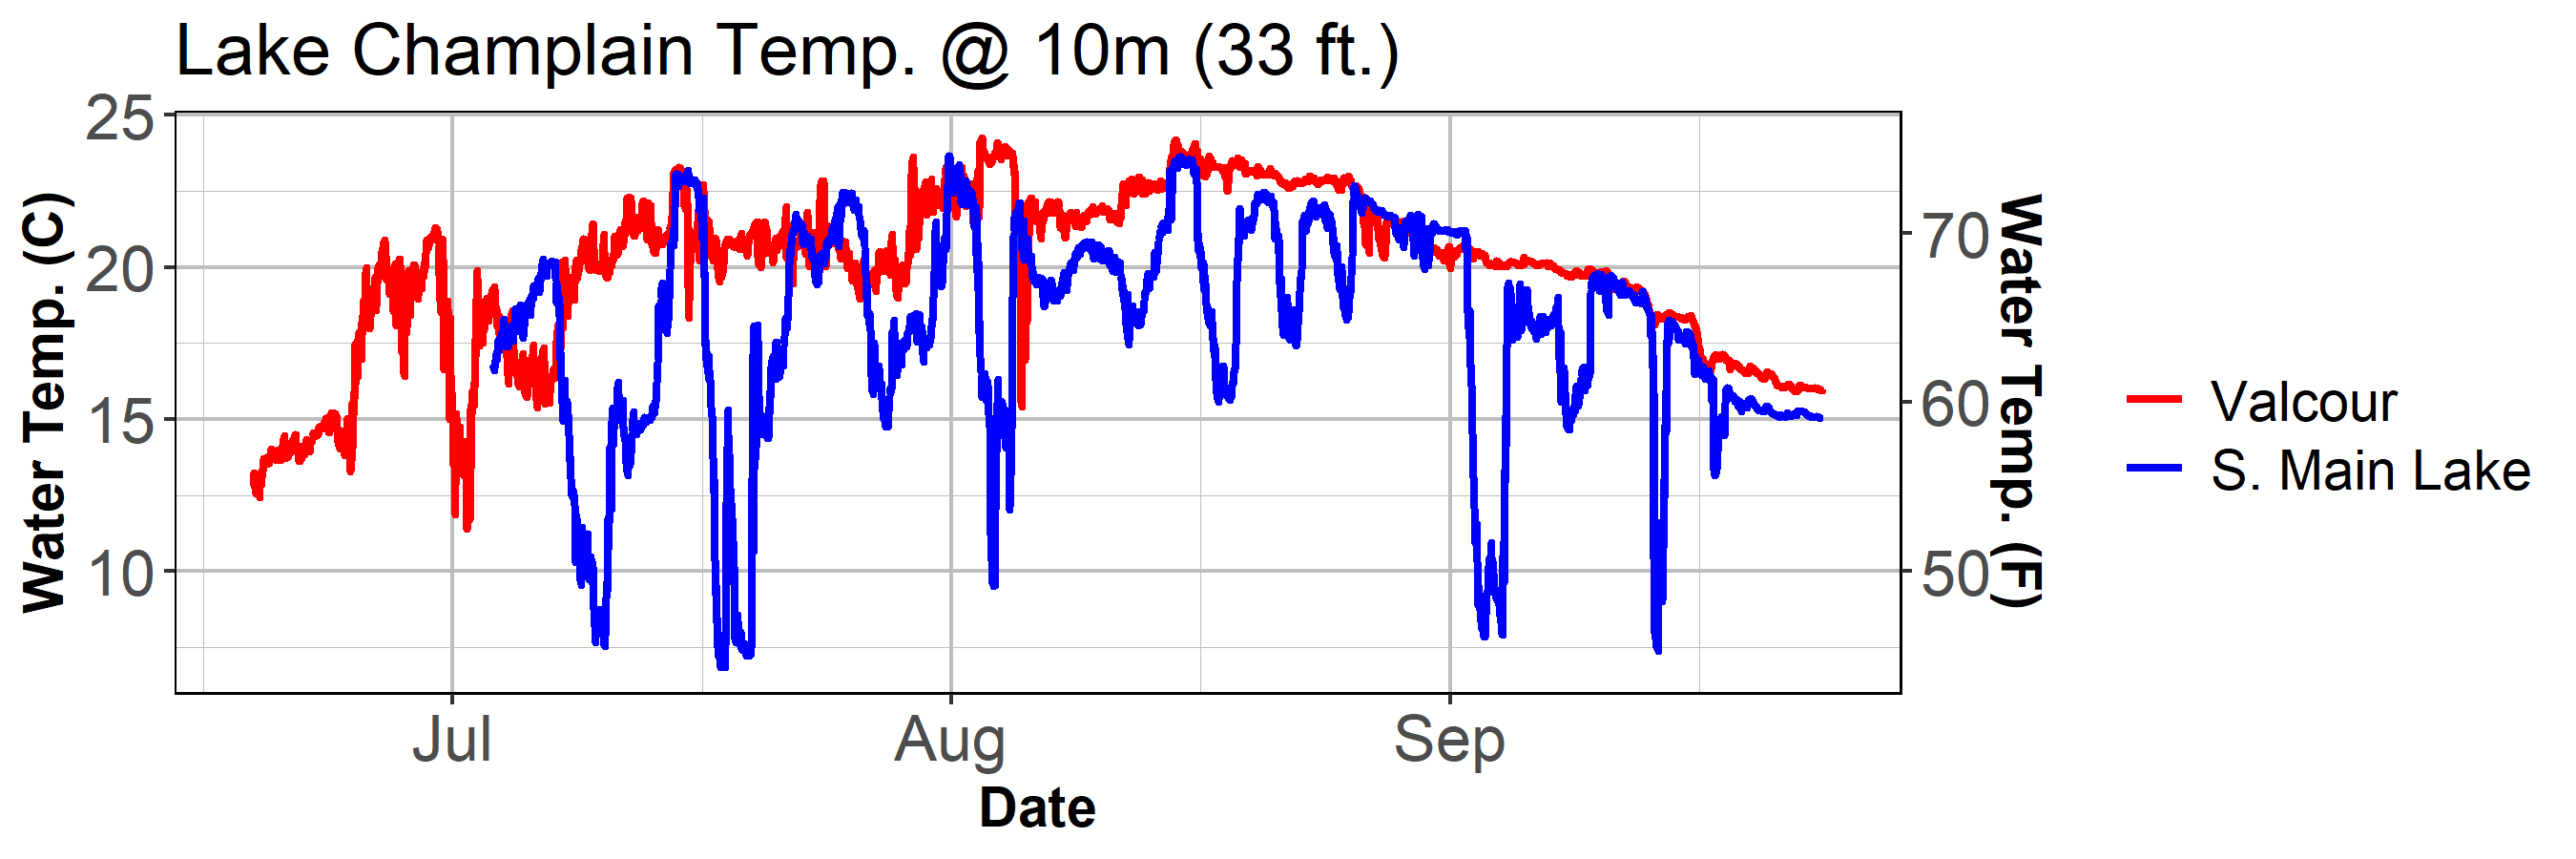 Lake Champlain Temp. @ 10m (33 ft.)
Water Temp. (C)
25
20
15
10
70
60
50
Water Temp. (F)
Jul
Aug
Sep
Date
Valcour
S. Main Lake